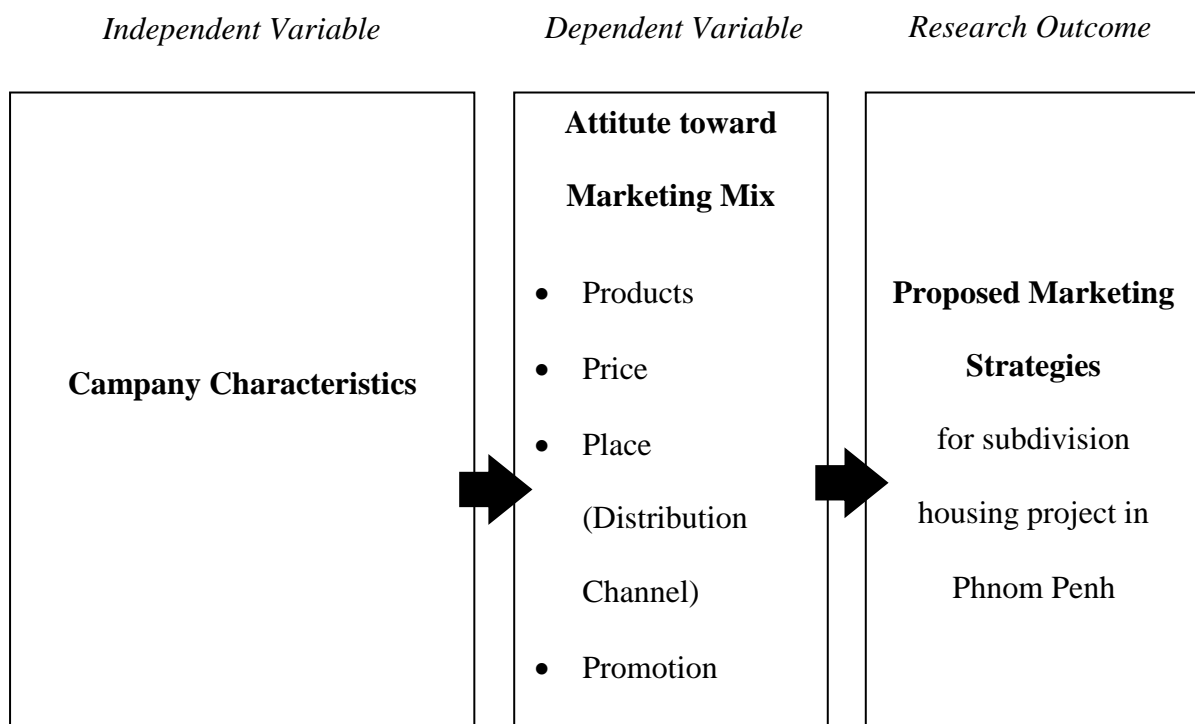 Independent Variable
Dependent Variable
Research Outcome
Campany Characteristics
Attitute toward
Marketing Mix
• Products
• Price
• Place
(Distribution
Channel)
• Promotion
Proposed Marketing
Strategies
for subdivision
housing project in
Phnom Penh